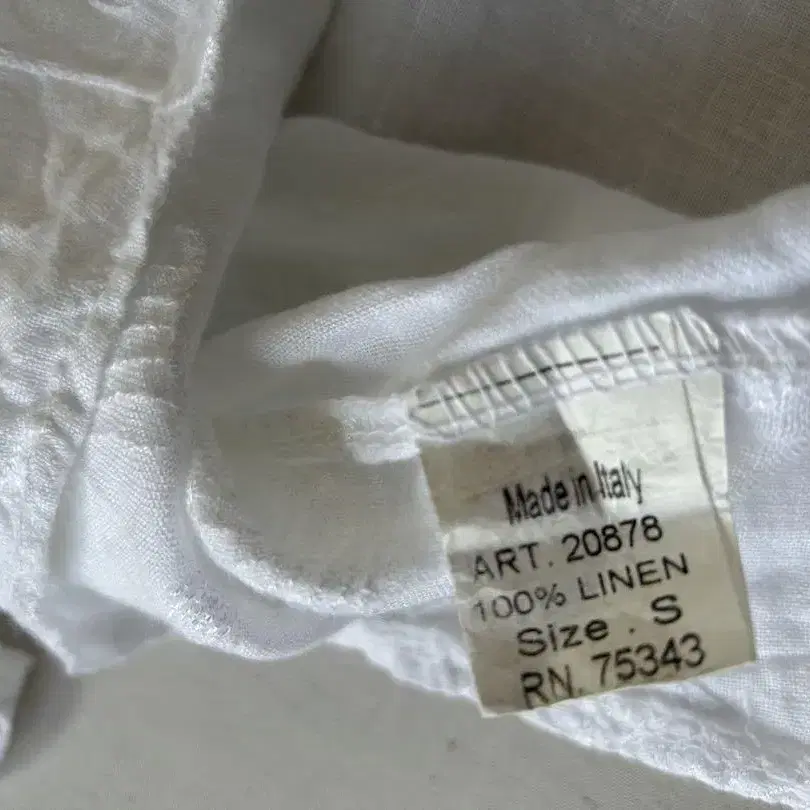 Made in Italy
ART. 20878
100% LINEN
Size . S
RN. 75343